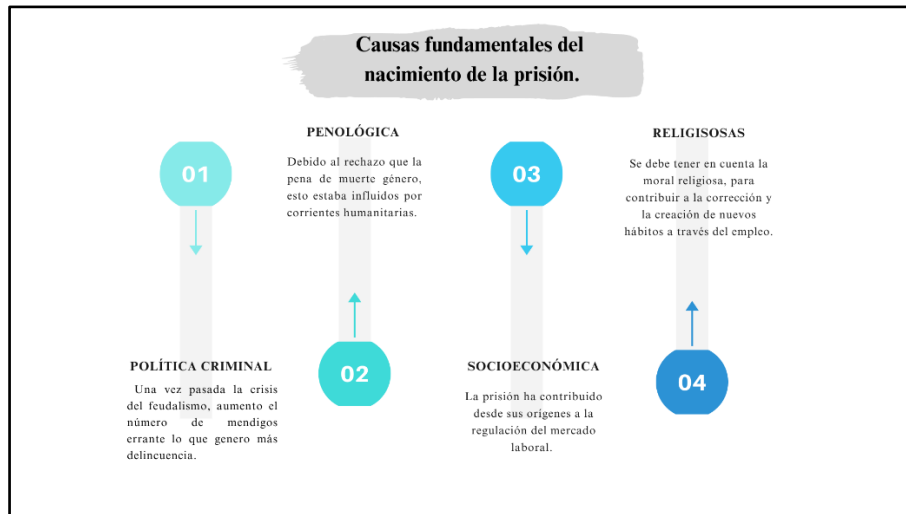 Causas fundamentales del
nacimiento de la prisión.
01
POLÍTICA CRIMINAL
Una vez pasada la crisis
del feudalismo, aumento el
número de mendigos
errante lo que genero más
delincuencia.
PENOLÓGICA
Debido al rechazo que la
pena de muerte género,
esto estaba influidos por
corrientes humanitarias.
02
03
SOCIOECONÓMICA
La prisión ha contribuido
desde sus orígenes a la
regulación del mercado
laboral.
RELIGISOSAS
Se debe tener en cuenta la
moral religiosa, para
contribuir a la corrección y
la creación de nuevos
hábitos a través del empleo.
04